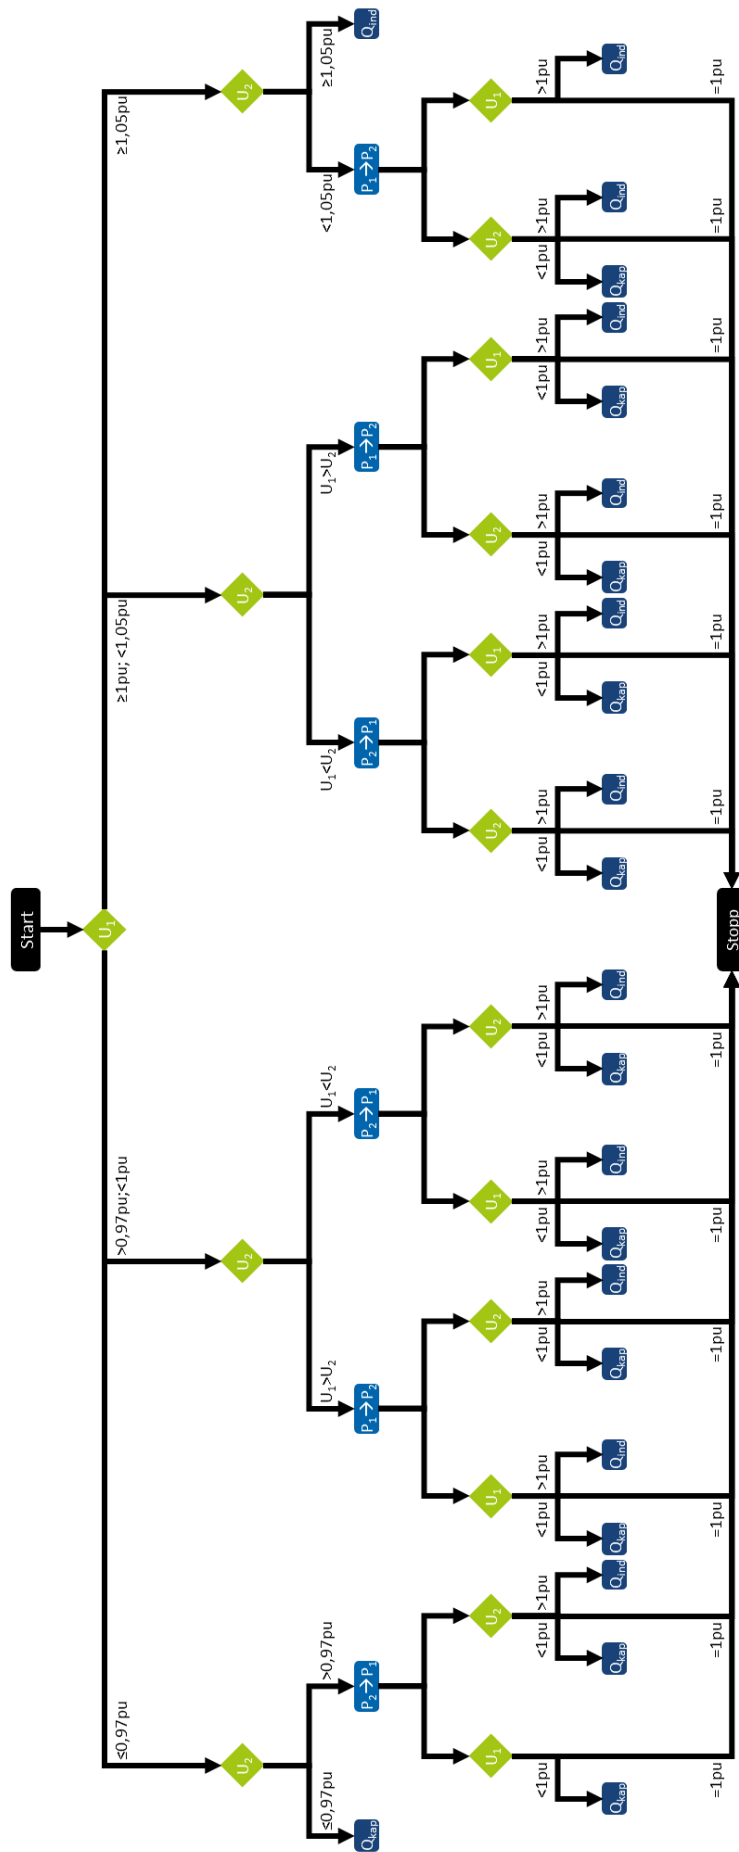 Start
U₁
≤0,97pu >0,97pu;<1pu ≥1pu; <1,05pu ≥1,05pu
U₂ U₂ U₂ U₂
≤0,97pu >0,97pu U₁>U₂ U₁<U₂ U₁<U₂ U₁>U₂ <1,05pu ≥1,05pu
Qkap P₂→P₁ P₁→P₂ P₂→P₁ P₂→P₁ P₁→P₂ P₁→P₂ Qind
U₁ U₂ U₁ U₂ U₁ U₂ U₂ U₁ U₂ U₁ U₂ U₁
<1pu <1pu >1pu <1pu >1pu <1pu >1pu <1pu >1pu <1pu >1pu <1pu >1pu <1pu >1pu <1pu >1pu <1pu >1pu <1pu >1pu >1pu
Qkap Qkap Qind Qkap Qind Qkap Qind Qkap Qind Qkap Qind Qkap Qind Qkap Qind Qkap Qind Qkap Qind Qkap Qind Qind
=1pu =1pu =1pu =1pu =1pu =1pu =1pu =1pu =1pu =1pu =1pu =1pu
Stopp